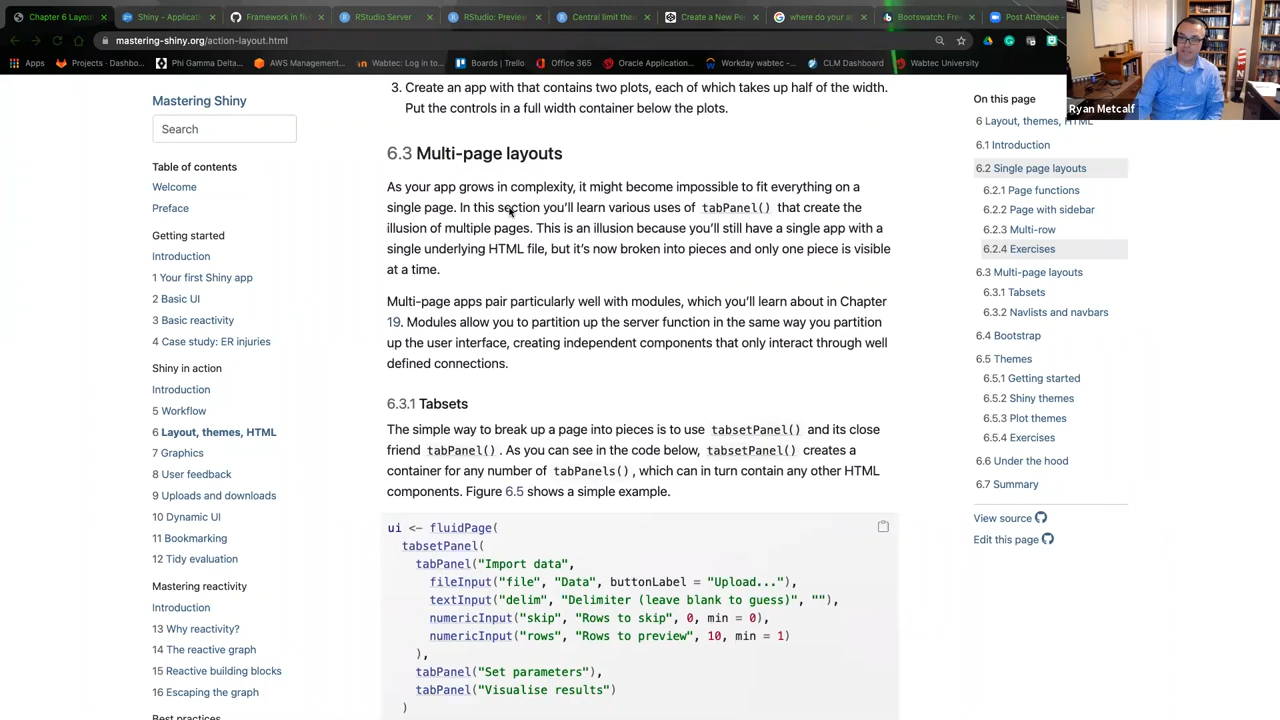 Chapter 6 Layou
Shiny - Applicati
Framework in fi
RStudio Server
RStudio: Preview
Central limit the
Create a New Po
where do your a
Bootswatch: Fre
Post Attendee -
mastering-shiny.org/action-layout.html
Apps
Projects · Dashbo...
Phi Gamma Delta...
AWS Management...
Wabtec: Log in to...
Boards | Trello
Office 365
Oracle Application...
Workday wabtec -...
CLM Dashboard
Wabtec University
Ryan Metcalf
Mastering Shiny
Search
Table of contents
Welcome
Preface
Getting started
Introduction
1 Your first Shiny app
2 Basic UI
3 Basic reactivity
4 Case study: ER injuries
Shiny in action
Introduction
5 Workflow
6 Layout, themes, HTML
7 Graphics
8 User feedback
9 Uploads and downloads
10 Dynamic UI
11 Bookmarking
12 Tidy evaluation
Mastering reactivity
Introduction
13 Why reactivity?
14 The reactive graph
15 Reactive building blocks
16 Escaping the graph
Best practices
3. Create an app with that contains two plots, each of which takes up half of the width.
Put the controls in a full width container below the plots.
6.3 Multi-page layouts
As your app grows in complexity, it might become impossible to fit everything on a
single page. In this section you'll learn various uses of tabPanel() that create the
illusion of multiple pages. This is an illusion because you'll still have a single app with a
single underlying HTML file, but it's now broken into pieces and only one piece is visible
at a time.
Multi-page apps pair particularly well with modules, which you'll learn about in Chapter
19. Modules allow you to partition up the server function in the same way you partition
up the user interface, creating independent components that only interact through well
defined connections.
6.3.1 Tabsets
The simple way to break up a page into pieces is to use tabsetPanel() and its close
friend tabPanel(). As you can see in the code below, tabsetPanel() creates a
container for any number of tabPanels(), which can in turn contain any other HTML
components. Figure 6.5 shows a simple example.
ui <- fluidPage(
tabsetPanel(
tabPanel("Import data",
fileInput("file", "Data", buttonLabel = "Upload..."),
textInput("delim", "Delimiter (leave blank to guess)", ""),
numericInput("skip", "Rows to skip", 0, min = 0),
numericInput("rows", "Rows to preview", 10, min = 1)
),
tabPanel("Set parameters"),
tabPanel("Visualise results")
)
On this page
6 Layout, themes, HTML
6.1 Introduction
6.2 Single page layouts
6.2.1 Page functions
6.2.2 Page with sidebar
6.2.3 Multi-row
6.2.4 Exercises
6.3 Multi-page layouts
6.3.1 Tabsets
6.3.2 Navlists and navbars
6.4 Bootstrap
6.5 Themes
6.5.1 Getting started
6.5.2 Shiny themes
6.5.3 Plot themes
6.5.4 Exercises
6.6 Under the hood
6.7 Summary
View source
Edit this page